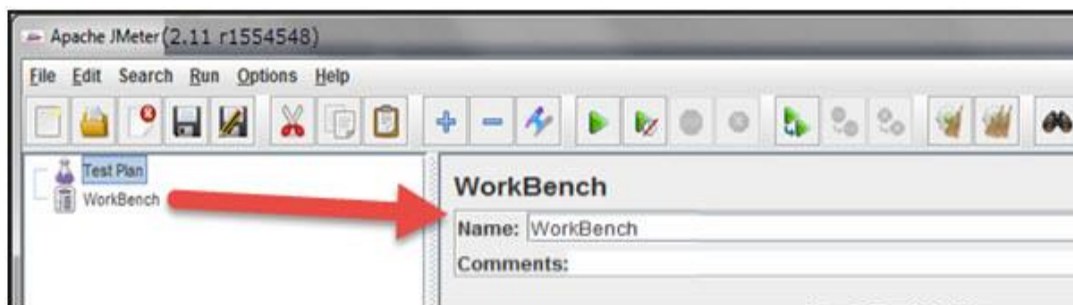 Apache JMeter (2.11 r1554548)
File Edit Search Run Options Help
Test Plan
WorkBench
WorkBench
Name: WorkBench
Comments: